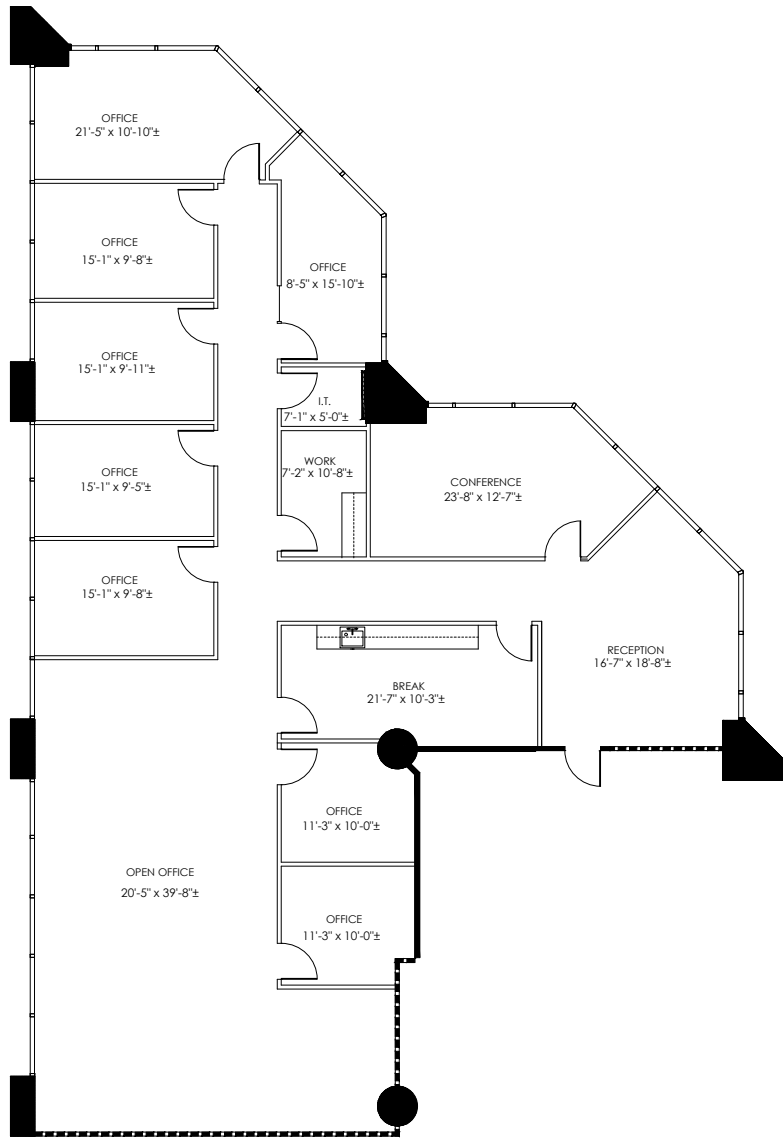 OFFICE
21'-5" x 10'-10"±
OFFICE
15'-1" x 9'-8"±
OFFICE
8'-5" x 15'-10"±
OFFICE
15'-1" x 9'-11"±
I.T.
7'-1" x 5'-0"±
WORK
7'-2" x 10'-8"±
OFFICE
15'-1" x 9'-5"±
CONFERENCE
23'-8" x 12'-7"±
OFFICE
15'-1" x 9'-8"±
RECEPTION
16'-7" x 18'-8"±
BREAK
21'-7" x 10'-3"±
OFFICE
11'-3" x 10'-0"±
OPEN OFFICE
20'-5" x 39'-8"±
OFFICE
11'-3" x 10'-0"±